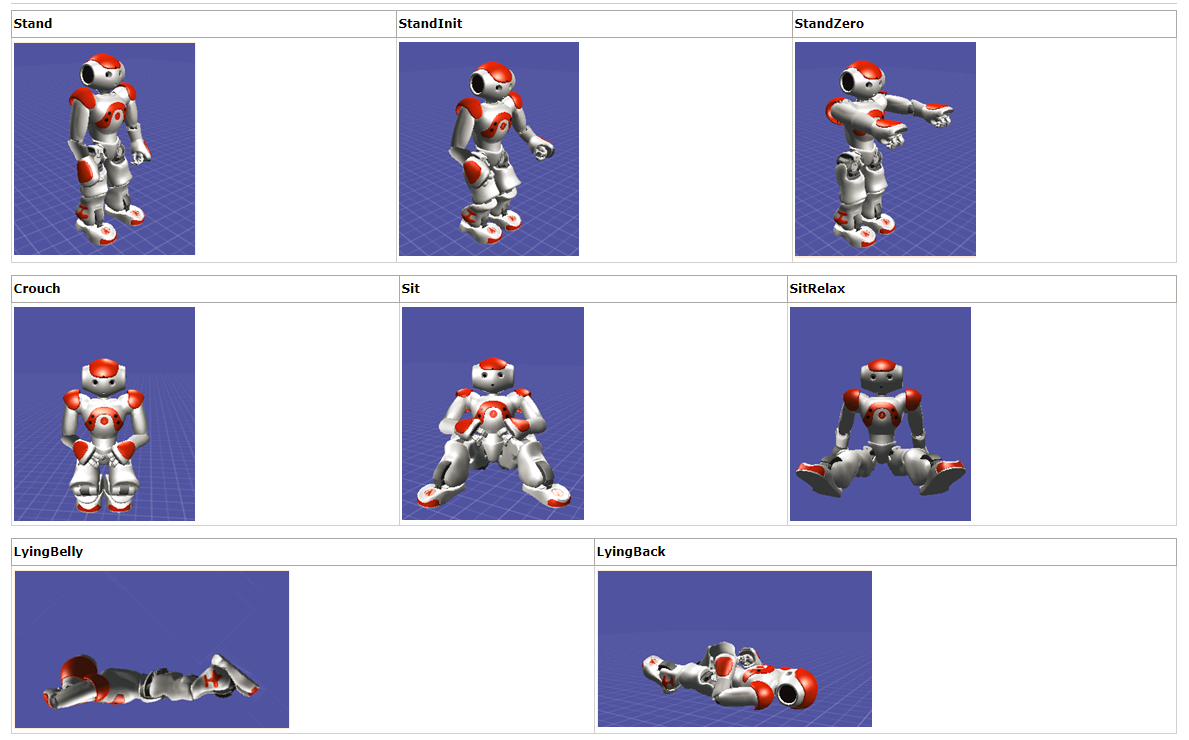 Stand
StandInit
StandZero
Crouch
Sit
SitRelax
LyingBelly
LyingBack